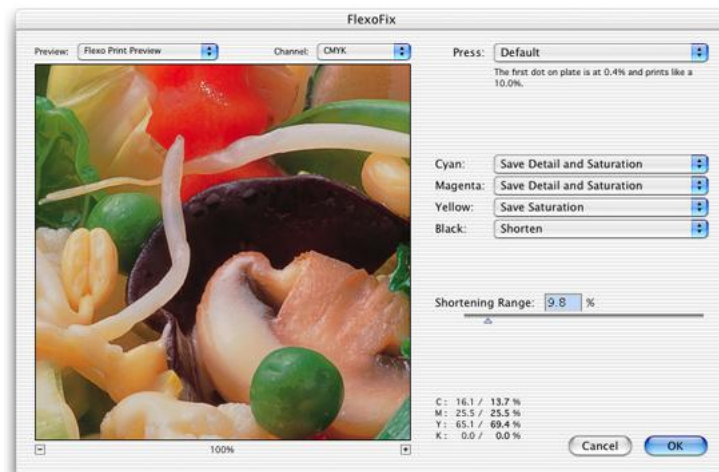 FlexoFix
Preview: Flexo Print Preview Channel: CMYK
Press: Default
The first dot on plate is at 0.4% and prints like a
10.0%.
Cyan: Save Detail and Saturation
Magenta: Save Detail and Saturation
Yellow: Save Saturation
Black: Shorten
Shortening Range: 9.8 %
C: 16.1 / 13.7 %
M: 25.5 / 25.5 %
Y: 65.1 / 69.4 %
K: 0.0 / 0.0 %
100%
Cancel OK